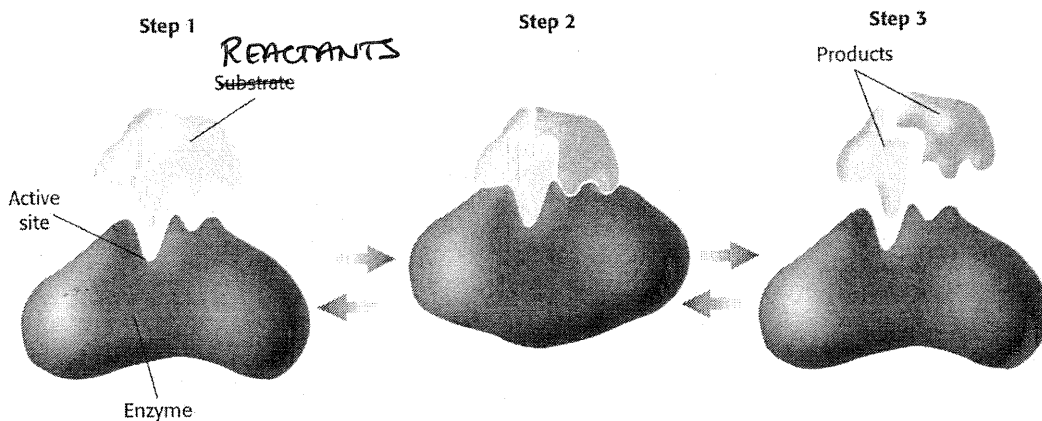 Step 1
Step 2
Step 3
REACTANTS
Substrate
Products
Active
site
Enzyme